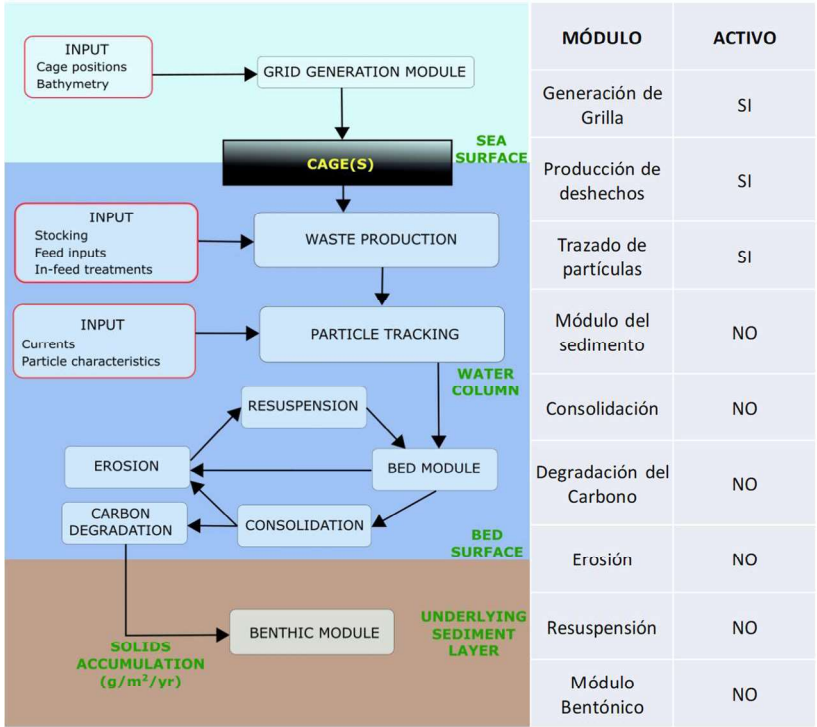 INPUT
Cage positions
Bathymetry
GRID GENERATION MODULE
SEA
SURFACE
CAGE(S)
INPUT
Stocking
Feed inputs
In-feed treatments
WASTE PRODUCTION
INPUT
Currents
Particle characteristics
PARTICLE TRACKING
WATER
COLUMN
RESUSPENSION
EROSION
BED MODULE
CARBON
DEGRADATION
CONSOLIDATION
BED
SURFACE
BENTHIC MODULE
UNDERLYING
SEDIMENT
LAYER
SOLIDS
ACCUMULATION
(g/m²/yr)
MÓDULO ACTIVO
Generación de
Grilla SI
Producción de
deshechos SI
Trazado de
partículas SI
Módulo del
sedimento NO
Consolidación NO
Degradación del
Carbono NO
Erosión NO
Resuspensión NO
Módulo
Bentónico NO